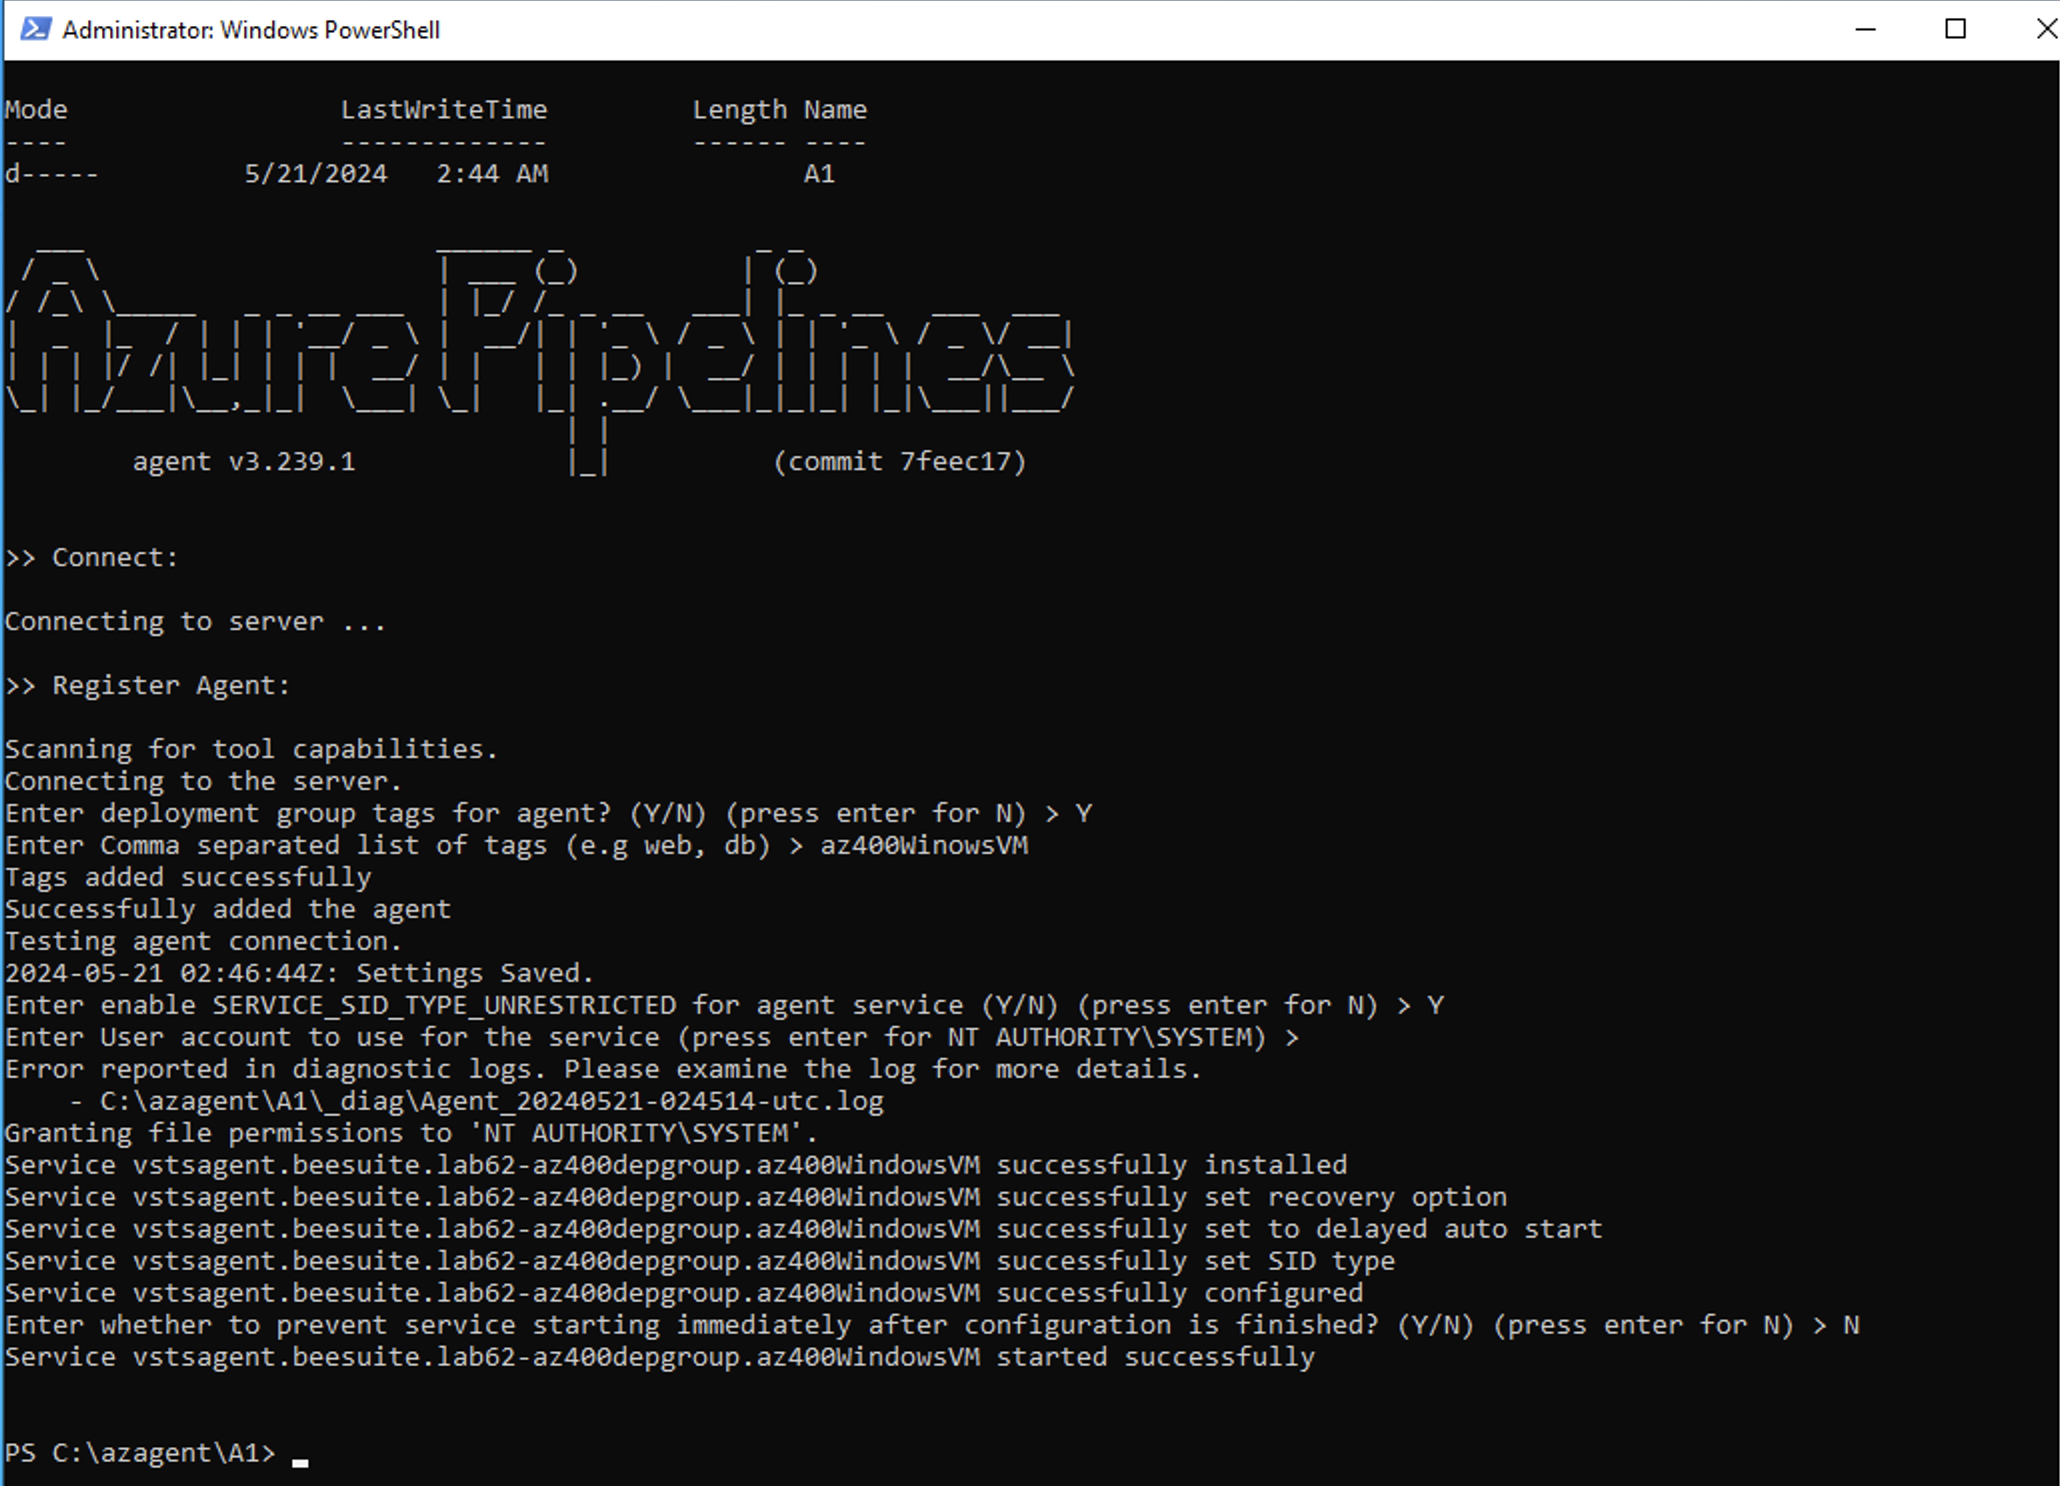 Administrator: Windows PowerShell
Mode                 LastWriteTime         Length Name
----                 -------------         ------ ----
d-----         5/21/2024   2:44 AM                A1
Azure Pipelines
agent v3.239.1                          (commit 7feec17)
>> Connect:
Connecting to server ...
>> Register Agent:
Scanning for tool capabilities.
Connecting to the server.
Enter deployment group tags for agent? (Y/N) (press enter for N) > Y
Enter Comma separated list of tags (e.g web, db) > az400WinowsVM
Tags added successfully
Successfully added the agent
Testing agent connection.
2024-05-21 02:46:44Z: Settings Saved.
Enter enable SERVICE_SID_TYPE_UNRESTRICTED for agent service (Y/N) (press enter for N) > Y
Enter User account to use for the service (press enter for NT AUTHORITY\SYSTEM) >
Error reported in diagnostic logs. Please examine the log for more details.
    - C:\azagent\A1\_diag\Agent_20240521-024514-utc.log
Granting file permissions to 'NT AUTHORITY\SYSTEM'.
Service vstsagent.beesuite.lab62-az400depgroup.az400WindowsVM successfully installed
Service vstsagent.beesuite.lab62-az400depgroup.az400WindowsVM successfully set recovery option
Service vstsagent.beesuite.lab62-az400depgroup.az400WindowsVM successfully set to delayed auto start
Service vstsagent.beesuite.lab62-az400depgroup.az400WindowsVM successfully set SID type
Service vstsagent.beesuite.lab62-az400depgroup.az400WindowsVM successfully configured
Enter whether to prevent service starting immediately after configuration is finished? (Y/N) (press enter for N) > N
Service vstsagent.beesuite.lab62-az400depgroup.az400WindowsVM started successfully
PS C:\azagent\A1>